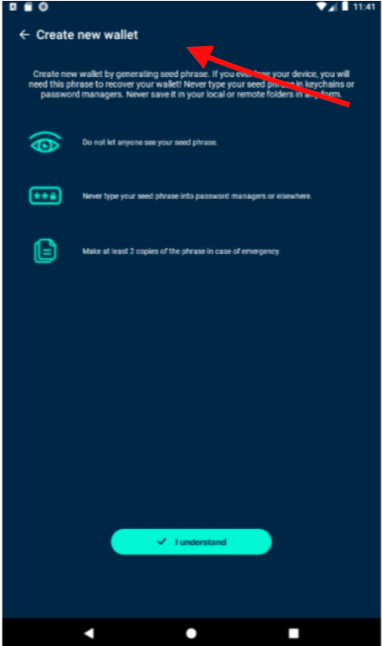 11:41
Create new wallet
Create new wallet by generating seed phrase. If you ever lose your device, you will
need this phrase to recover your wallet! Never type your seed phrase in keychains or
password managers. Never save it in your local or remote folders in any form.
Do not let anyone see your seed phrase.
Never type your seed phrase into password managers or elsewhere.
Make at least 2 copies of the phrase in case of emergency.
I understand